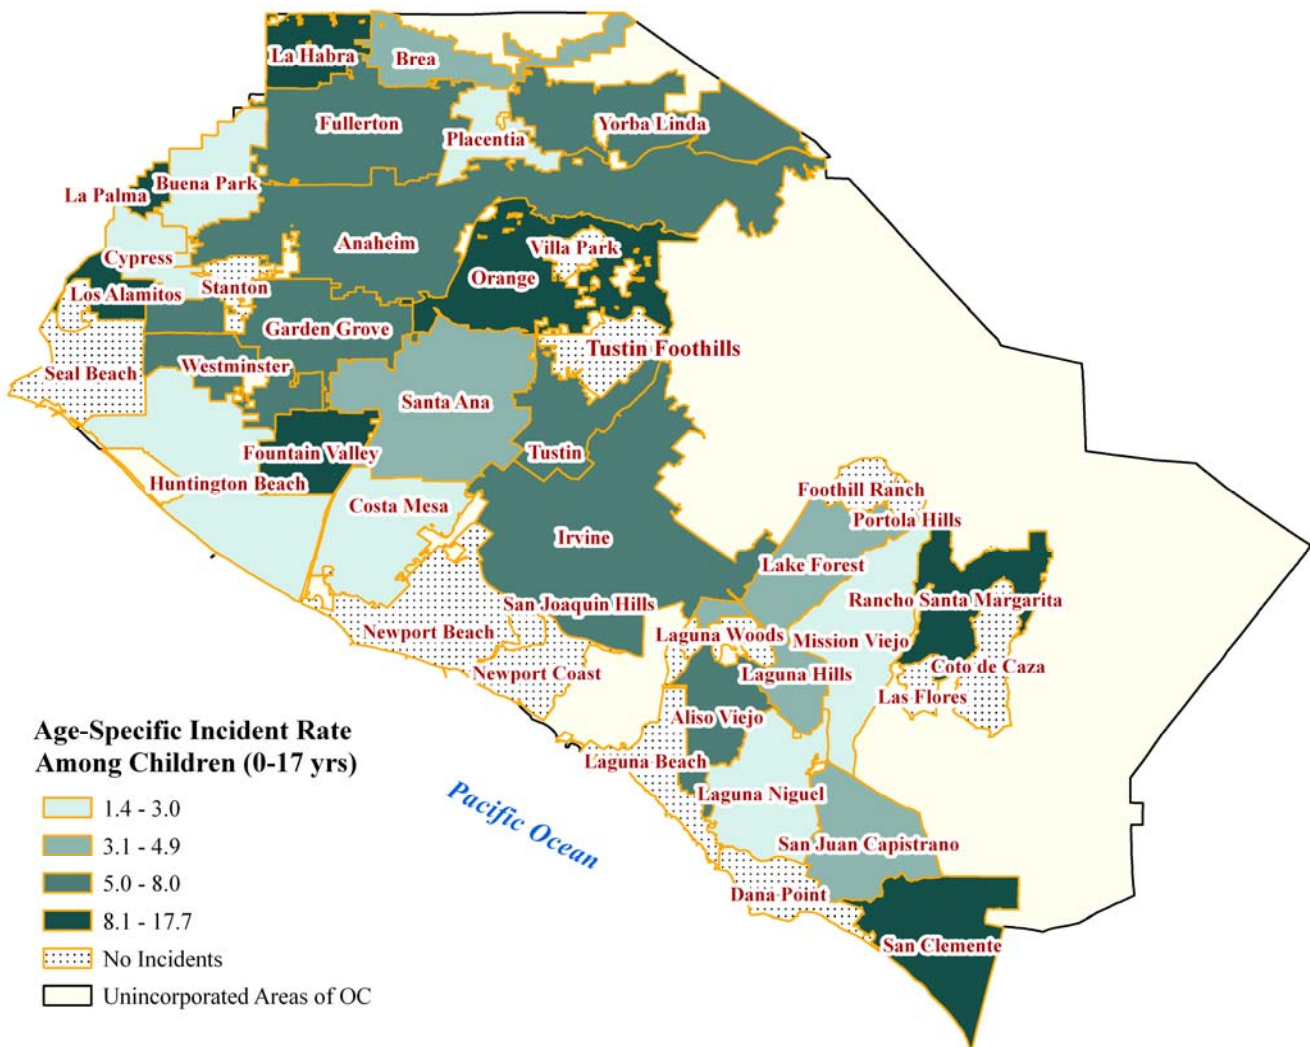 La Habra
Brea
Fullerton
Placentia
Yorba Linda
La Palma
Buena Park
Anaheim
Villa Park
Cypress
Orange
Stanton
Los Alamitos
Garden Grove
Tustin Foothills
Seal Beach
Westminster
Santa Ana
Fountain Valley
Tustin
Huntington Beach
Foothill Ranch
Costa Mesa
Portola Hills
Irvine
Lake Forest
San Joaquin Hills
Rancho Santa Margarita
Newport Beach
Laguna Woods
Mission Viejo
Newport Coast
Laguna Hills
Coto de Caza
Las Flores
Aliso Viejo
Laguna Beach
Laguna Niguel
San Juan Capistrano
Dana Point
San Clemente
Pacific Ocean
Age-Specific Incident Rate
Among Children (0-17 yrs)
1.4 - 3.0
3.1 - 4.9
5.0 - 8.0
8.1 - 17.7
No Incidents
Unincorporated Areas of OC